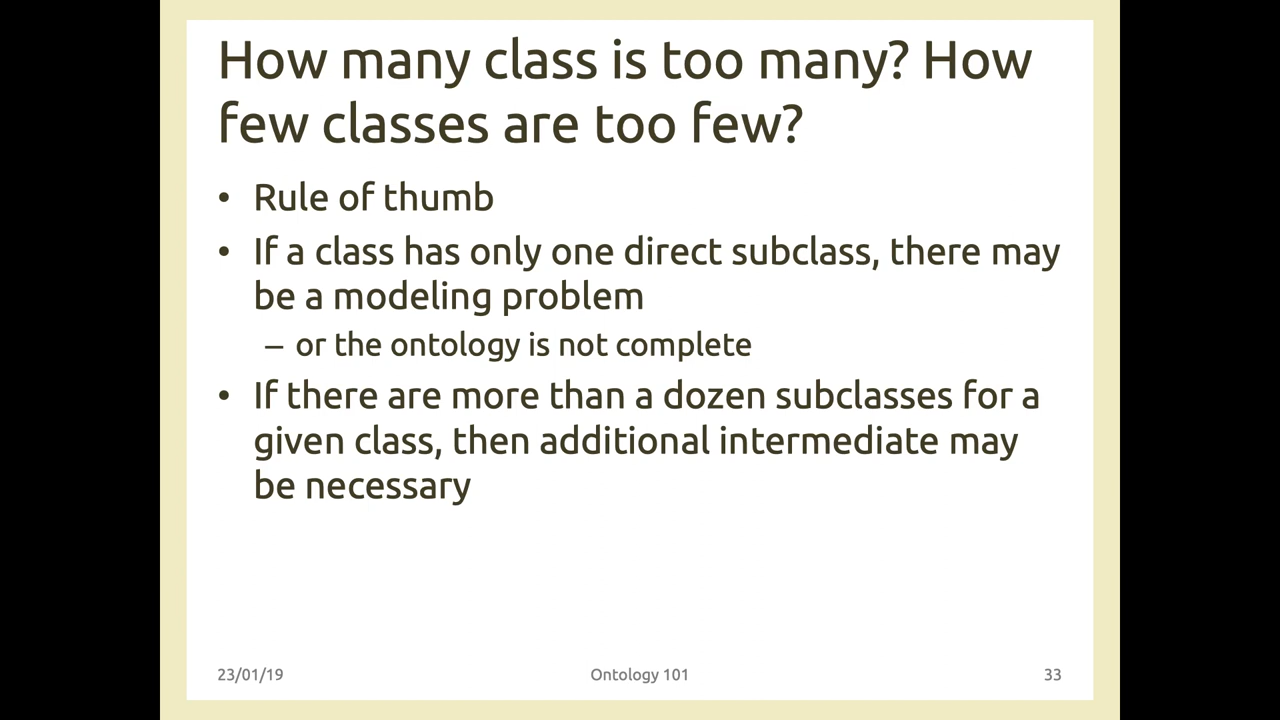 How many class is too many? How
few classes are too few?
• Rule of thumb
• If a class has only one direct subclass, there may
be a modeling problem
– or the ontology is not complete
• If there are more than a dozen subclasses for a
given class, then additional intermediate may
be necessary
23/01/19
Ontology 101
33